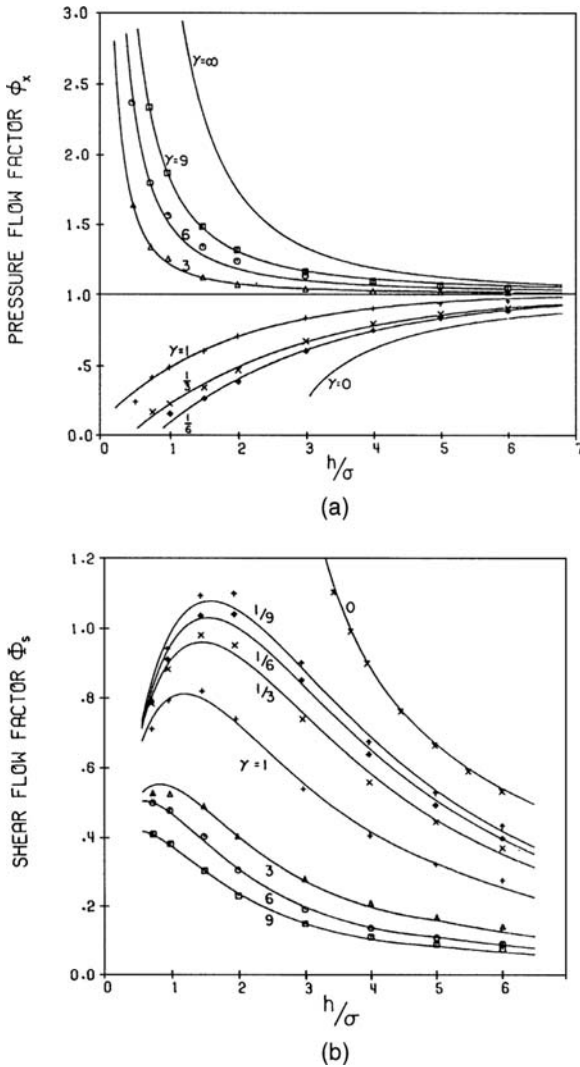 3.0
2.5
2.0
1.5
1.0
.5
0.0
PRESSURE FLOW FACTOR ϕx
γ=∞
γ=9
6
3
γ=1
1/3
1/6
γ=0
0 1 2 3 4 5 6 7
h/σ
(a)
1.2
1.0
.8
.6
.4
.2
0.0
SHEAR FLOW FACTOR Φs
0
1/9
1/6
1/3
γ=1
3
6
9
0 1 2 3 4 5 6
h/σ
(b)